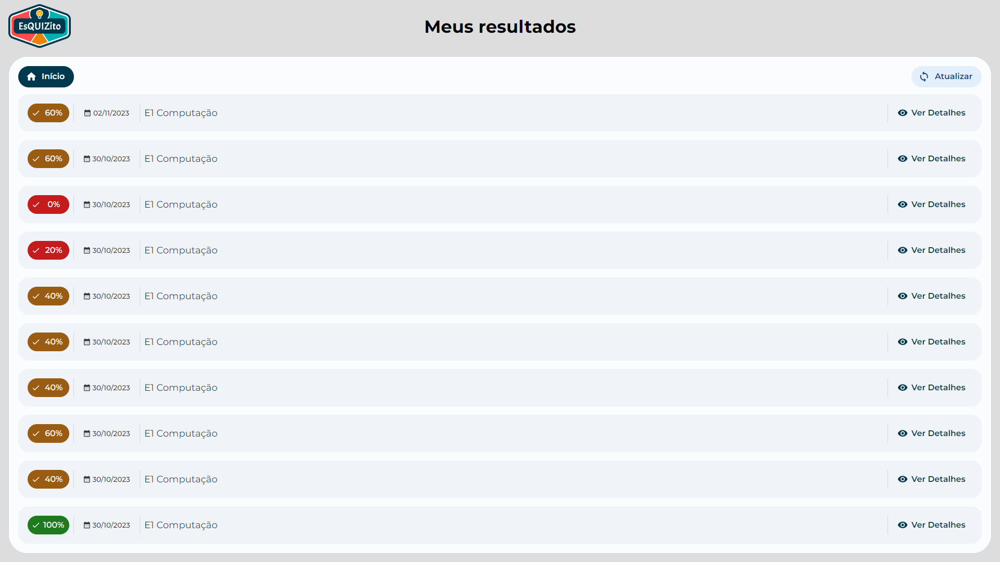 EsQUIZito
Meus resultados
Início
Atualizar
60% 02/11/2023 E1 Computação Ver Detalhes
60% 30/10/2023 E1 Computação Ver Detalhes
0% 30/10/2023 E1 Computação Ver Detalhes
20% 30/10/2023 E1 Computação Ver Detalhes
40% 30/10/2023 E1 Computação Ver Detalhes
40% 30/10/2023 E1 Computação Ver Detalhes
40% 30/10/2023 E1 Computação Ver Detalhes
60% 30/10/2023 E1 Computação Ver Detalhes
40% 30/10/2023 E1 Computação Ver Detalhes
100% 30/10/2023 E1 Computação Ver Detalhes